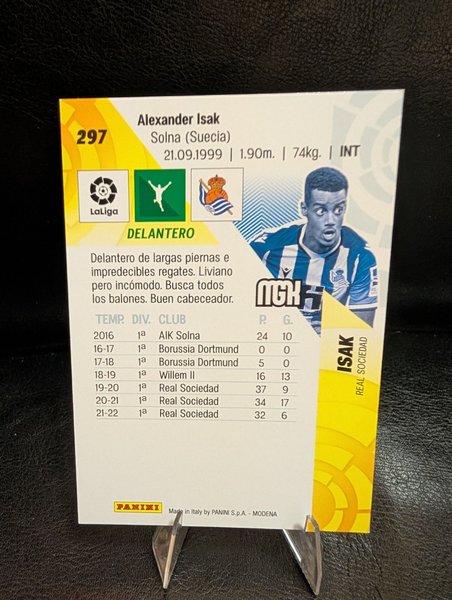 297
Alexander Isak
Solna (Suecia)
21.09.1999 | 1.90m. | 74kg. | INT
LaLiga
DELANTERO
Delantero de largas piernas e
impredecibles regates. Liviano
pero incómodo. Busca todos
los balones. Buen cabeceador.
MGK
TEMP. DIV. CLUB P. G.
2016 1ª AIK Solna 24 10
16-17 1ª Borussia Dortmund 0 0
17-18 1ª Borussia Dortmund 5 0
18-19 1ª Willem II 16 13
19-20 1ª Real Sociedad 37 9
20-21 1ª Real Sociedad 34 17
21-22 1ª Real Sociedad 32 6
ISAK
REAL SOCIEDAD
PANINI
Made in Italy by PANINI S.p.A. - MODENA